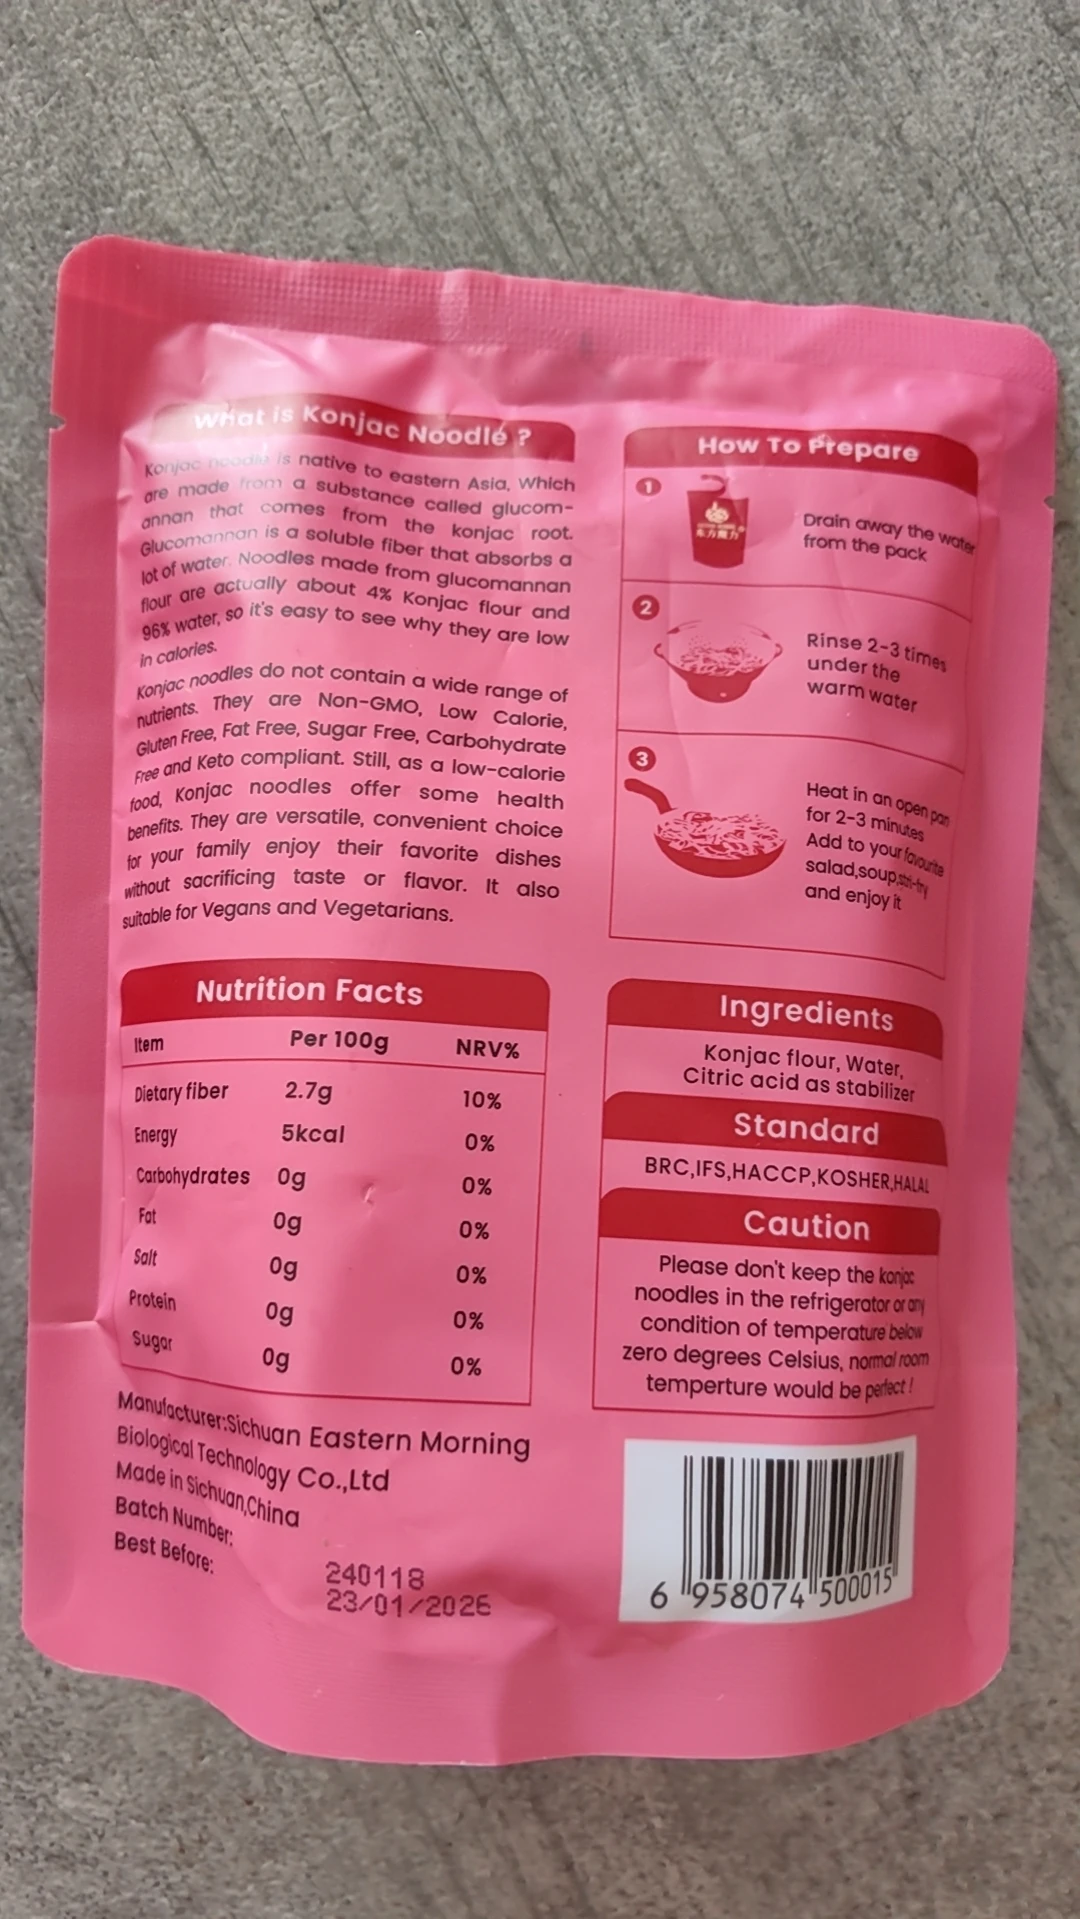 What is Konjac Noodle ?
Konjac noodle is native to eastern Asia, Which
are made from a substance called glucom-
annan that comes from the konjac root.
Glucomannan is a soluble fiber that absorbs a
lot of water. Noodles made from glucomannan
flour are actually about 4% Konjac flour and
96% water, so it's easy to see why they are low
in calories.
Konjac noodles do not contain a wide range of
nutrients. They are Non-GMO, Low Calorie,
Gluten Free, Fat Free, Sugar Free, Carbohydrate
Free and Keto compliant. Still, as a low-calorie
food, Konjac noodles offer some health
benefits. They are versatile, convenient choice
for your family enjoy their favorite dishes
without sacrificing taste or flavor. It also
suitable for Vegans and Vegetarians.
How To Prepare
1
东方魔力
Drain away the water
from the pack
2
Rinse 2-3 times
under the
warm water
3
Heat in an open pan
for 2-3 minutes
Add to your favourite
salad,soup,stri-fry
and enjoy it
Nutrition Facts
Item Per 100g NRV%
Dietary fiber 2.7g 10%
Energy 5kcal 0%
Carbohydrates 0g 0%
Fat 0g 0%
Salt 0g 0%
Protein 0g 0%
Sugar 0g 0%
Manufacturer:Sichuan Eastern Morning
Biological Technology Co.,Ltd
Made in Sichuan,China
Batch Number:
Best Before:
240118
23/01/2026
Ingredients
Konjac flour, Water,
Citric acid as stabilizer
Standard
BRC,IFS,HACCP,KOSHER,HALAL
Caution
Please don't keep the konjac
noodles in the refrigerator or any
condition of temperature below
zero degrees Celsius, normal room
temperture would be perfect !
6 958074 500015